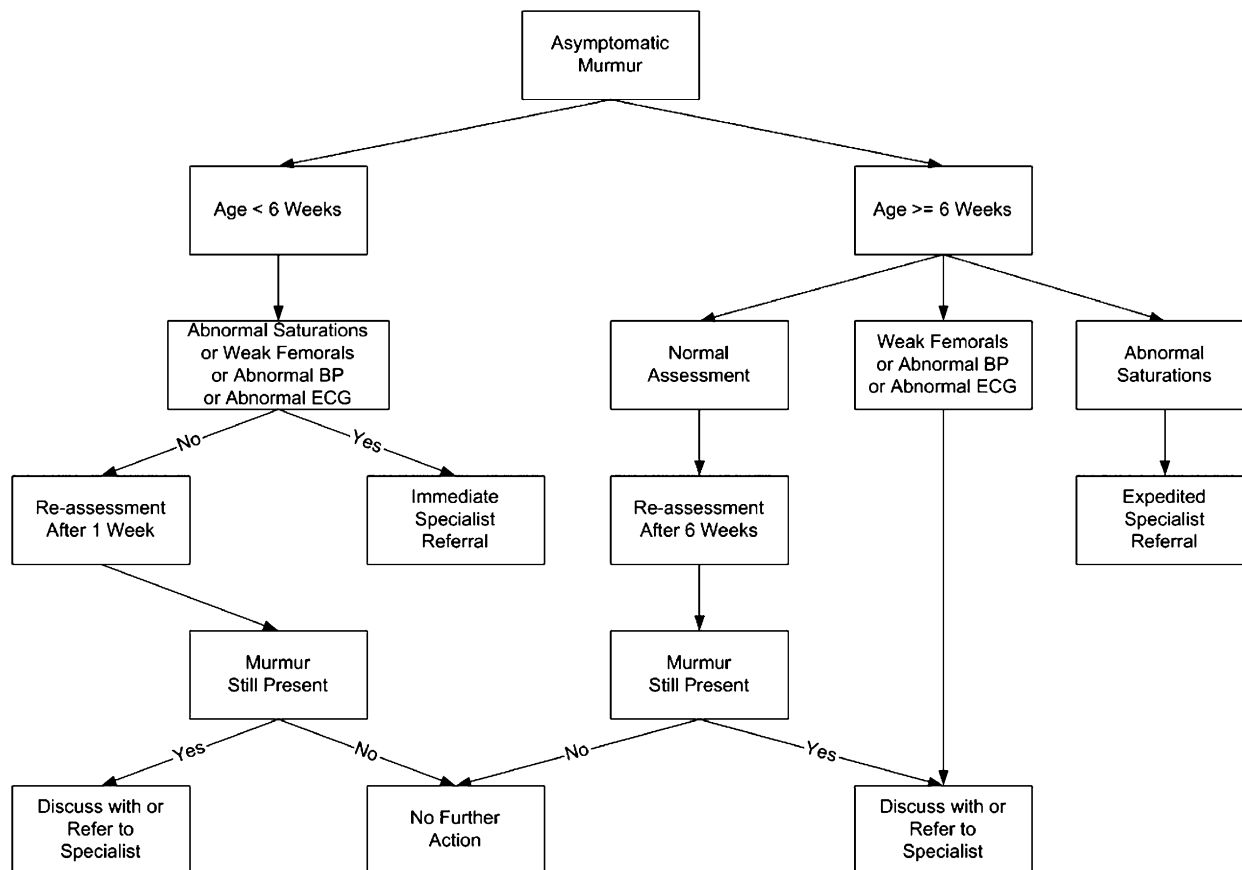 Asymptomatic
Murmur
Age < 6 Weeks
Age >= 6 Weeks
Abnormal Saturations
or Weak Femorals
or Abnormal BP
or Abnormal ECG
Normal
Assessment
Weak Femorals
or Abnormal BP
or Abnormal ECG
Abnormal
Saturations
No
Yes
Re-assessment
After 1 Week
Immediate
Specialist
Referral
Re-assessment
After 6 Weeks
Expedited
Specialist
Referral
Murmur
Still Present
Murmur
Still Present
Yes
No
No
Yes
Discuss with or
Refer to
Specialist
No Further
Action
Discuss with or
Refer to
Specialist